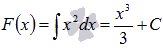 F(x) = ∫x²dx = x³/3 + C